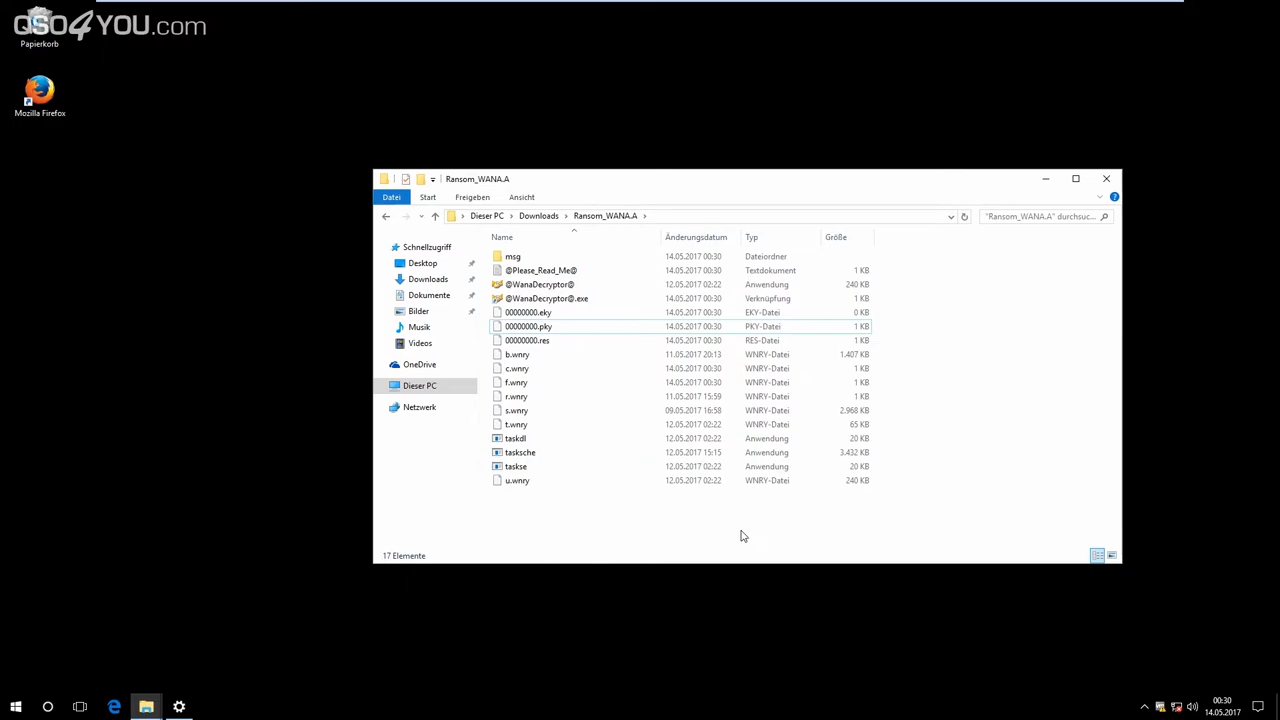 QSO4YOU.com
Papierkorb
Mozilla Firefox
Ransom_WANA.A
Datei Start Freigeben Ansicht
Dieser PC Downloads Ransom_WANA.A "Ransom_WANA.A" durchsuc...
Name Änderungsdatum Typ Größe
Schnellzugriff
Desktop
Downloads
Dokumente
Bilder
Musik
Videos
OneDrive
Dieser PC
Netzwerk
msg 14.05.2017 00:30 Dateiordner
@Please_Read_Me@ 14.05.2017 00:30 Textdokument 1 KB
@WanaDecryptor@ 12.05.2017 02:22 Anwendung 240 KB
@WanaDecryptor@.exe 14.05.2017 00:30 Verknüpfung 1 KB
00000000.eky 14.05.2017 00:30 EKY-Datei 0 KB
00000000.pky 14.05.2017 00:30 PKY-Datei 1 KB
00000000.res 14.05.2017 00:30 RES-Datei 1 KB
b.wnry 11.05.2017 20:13 WNRY-Datei 1.407 KB
c.wnry 14.05.2017 00:30 WNRY-Datei 1 KB
f.wnry 14.05.2017 00:30 WNRY-Datei 1 KB
r.wnry 11.05.2017 15:59 WNRY-Datei 1 KB
s.wnry 09.05.2017 16:58 WNRY-Datei 2.968 KB
t.wnry 12.05.2017 02:22 WNRY-Datei 65 KB
taskdl 12.05.2017 02:22 Anwendung 20 KB
tasksche 12.05.2017 15:15 Anwendung 3.432 KB
taskse 12.05.2017 02:22 Anwendung 20 KB
u.wnry 12.05.2017 02:22 WNRY-Datei 240 KB
17 Elemente
00:30
14.05.2017